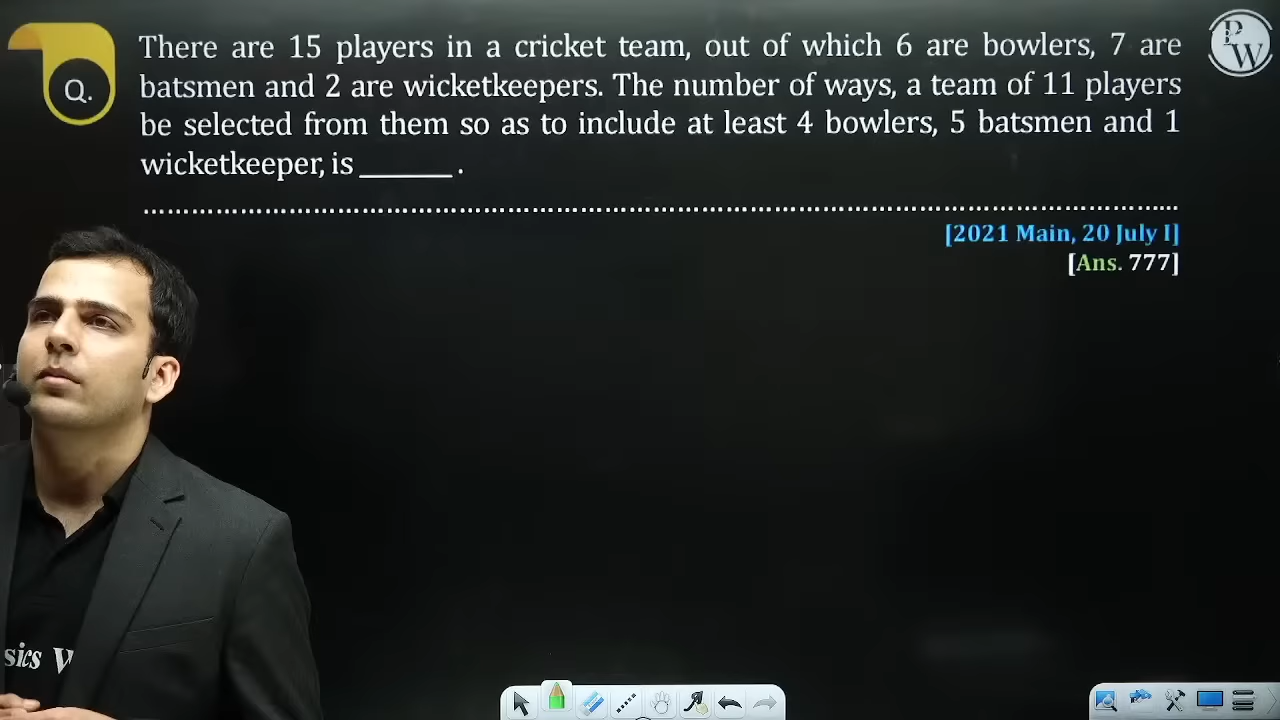 Q.
There are 15 players in a cricket team, out of which 6 are bowlers, 7 are
batsmen and 2 are wicketkeepers. The number of ways, a team of 11 players
be selected from them so as to include at least 4 bowlers, 5 batsmen and 1
wicketkeeper, is _______ .
[2021 Main, 20 July I]
[Ans. 777]
PW
sics W